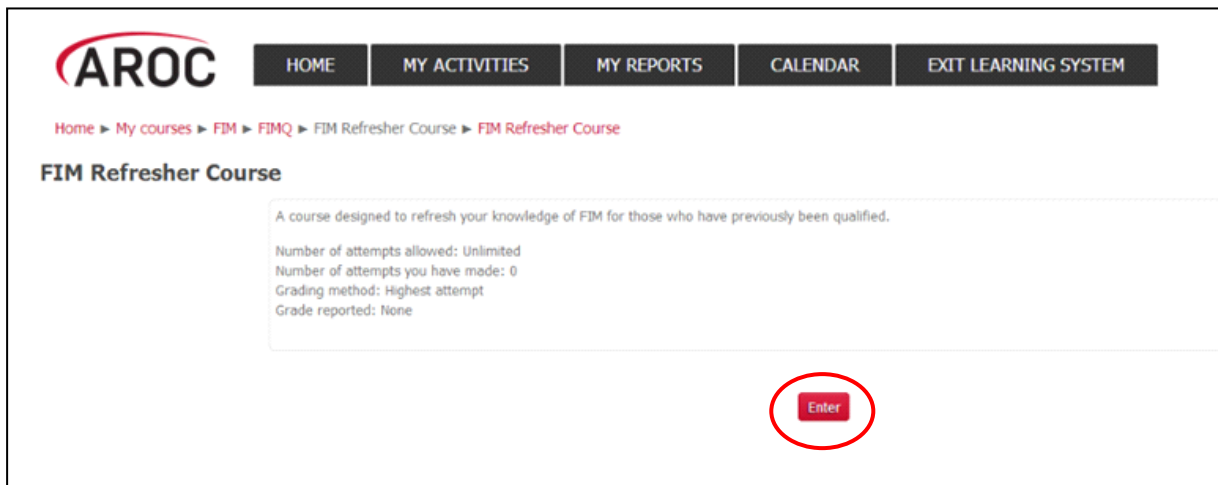 AROC
HOME MY ACTIVITIES MY REPORTS CALENDAR EXIT LEARNING SYSTEM
Home ► My courses ► FIM ► FIMQ ► FIM Refresher Course ► FIM Refresher Course
FIM Refresher Course
A course designed to refresh your knowledge of FIM for those who have previously been qualified.
Number of attempts allowed: Unlimited
Number of attempts you have made: 0
Grading method: Highest attempt
Grade reported: None
Enter